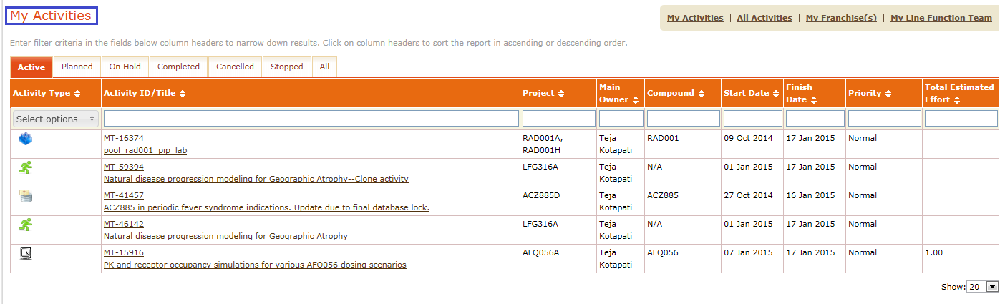 My Activities
My Activities | All Activities | My Franchise(s) | My Line Function Team
Enter filter criteria in the fields below column headers to narrow down results. Click on column headers to sort the report in ascending or descending order.
Active Planned On Hold Completed Cancelled Stopped All
Activity Type Activity ID/Title Project Main Owner Compound Start Date Finish Date Priority Total Estimated Effort
Select options
MT-16374 RAD001A, Teja RAD001 09 Oct 2014 17 Jan 2015 Normal
pool_rad001_pip_lab RAD001H Kotapati
MT-59394 LFG316A Teja N/A 01 Jan 2015 17 Jan 2015 Normal
Natural disease progression modeling for Geographic Atrophy--Clone activity Kotapati
MT-41457 ACZ885D Teja ACZ885 27 Oct 2014 16 Jan 2015 Normal
ACZ885 in periodic fever syndrome indications. Update due to final database lock. Kotapati
MT-46142 LFG316A Teja N/A 01 Jan 2015 17 Jan 2015 Normal
Natural disease progression modeling for Geographic Atrophy Kotapati
MT-15916 AFQ056A Teja AFQ056 07 Jan 2015 17 Jan 2015 Normal 1.00
PK and receptor occupancy simulations for various AFQ056 dosing scenarios Kotapati
Show: 20